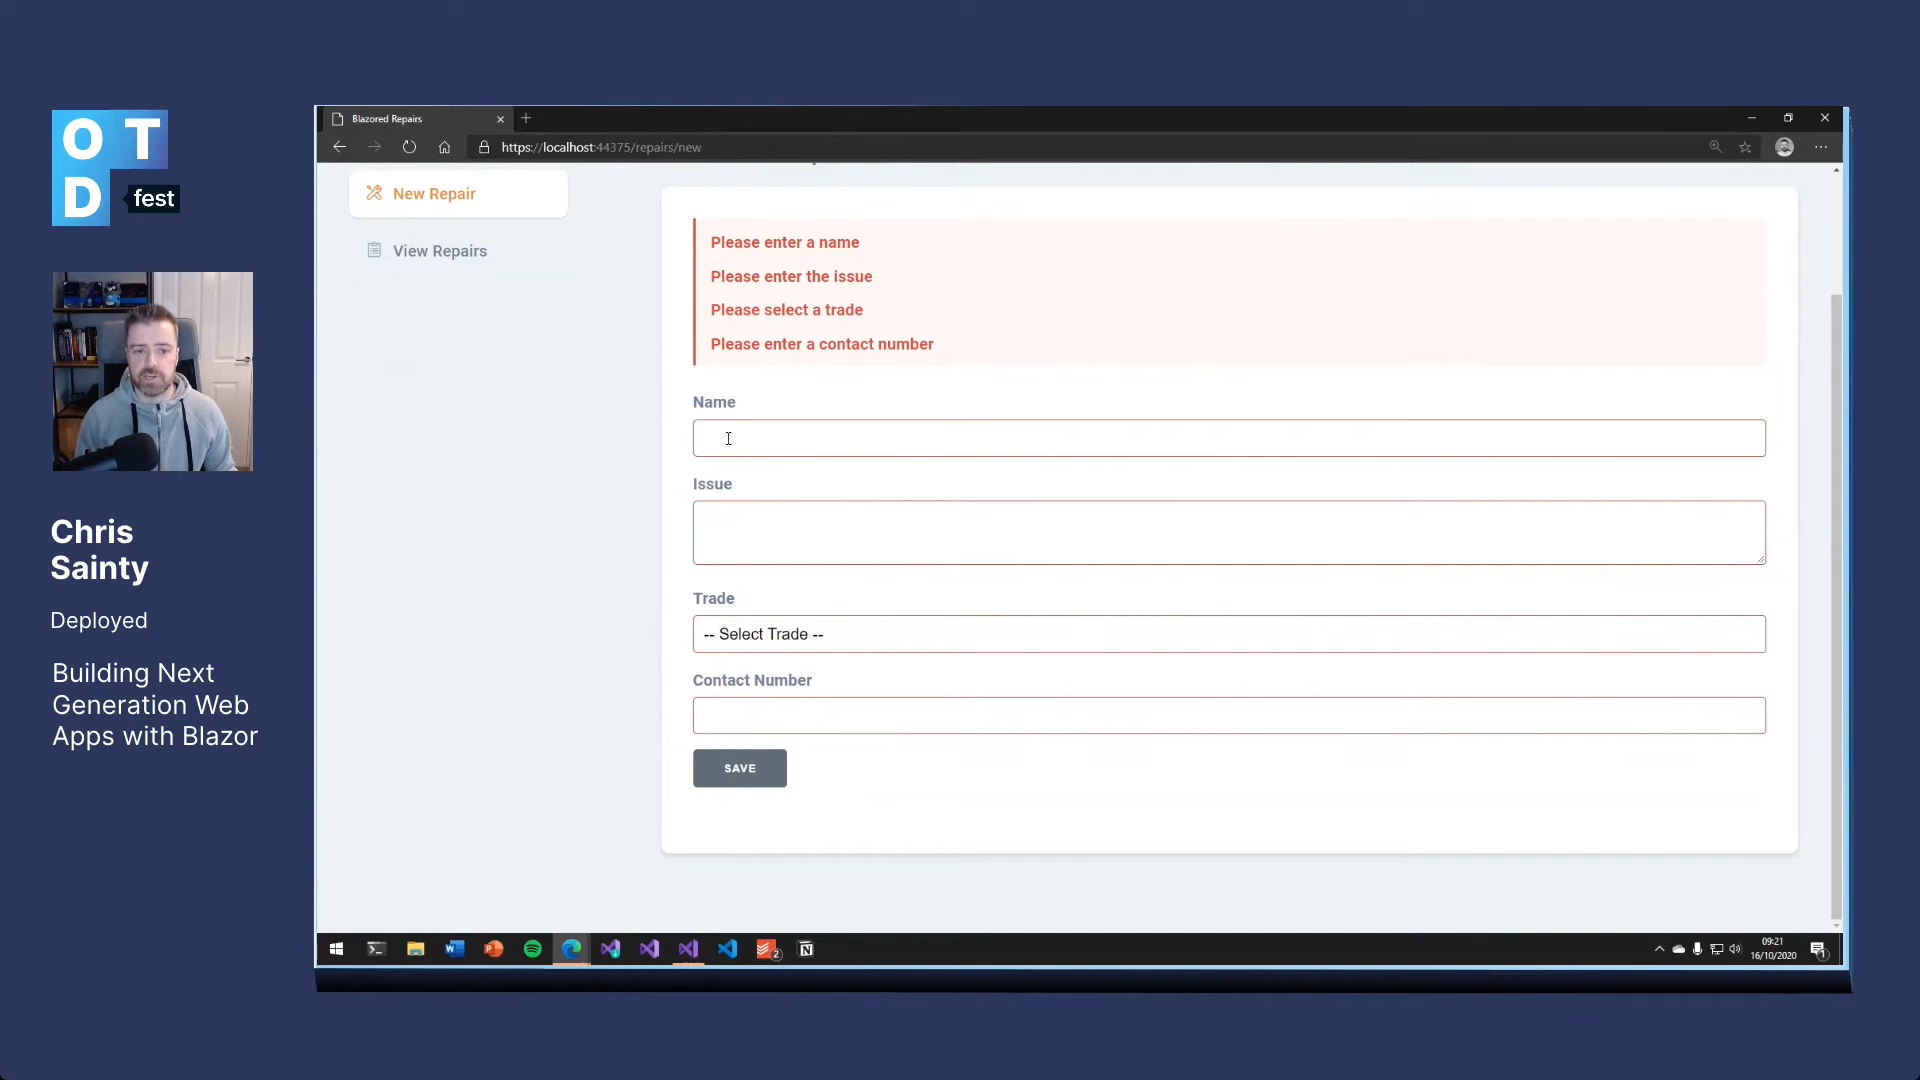 O T
D fest
Chris
Sainty
Deployed
Building Next
Generation Web
Apps with Blazor
Blazored Repairs
https://localhost:44375/repairs/new
New Repair
View Repairs
Please enter a name
Please enter the issue
Please select a trade
Please enter a contact number
Name
Issue
Trade
-- Select Trade --
Contact Number
SAVE
2
09:21
16/10/2020
1